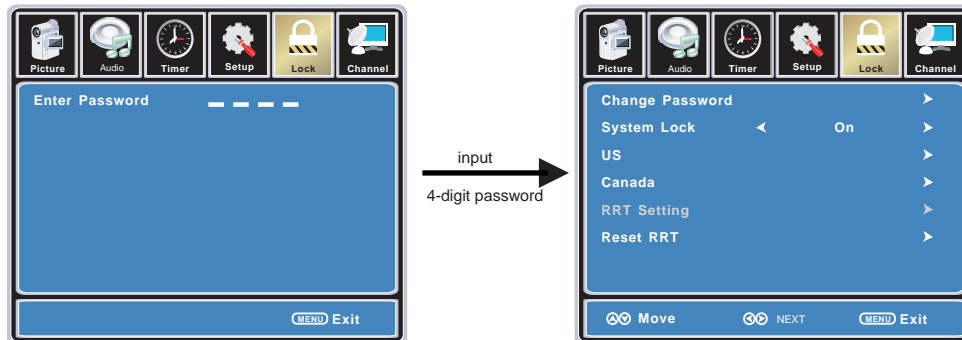 Picture Audio Timer Setup Lock Channel
Enter Password _ _ _ _
MENU Exit
input
4-digit password
Picture Audio Timer Setup Lock Channel
Change Password
System Lock On
US
Canada
RRT Setting
Reset RRT
Move NEXT MENU Exit